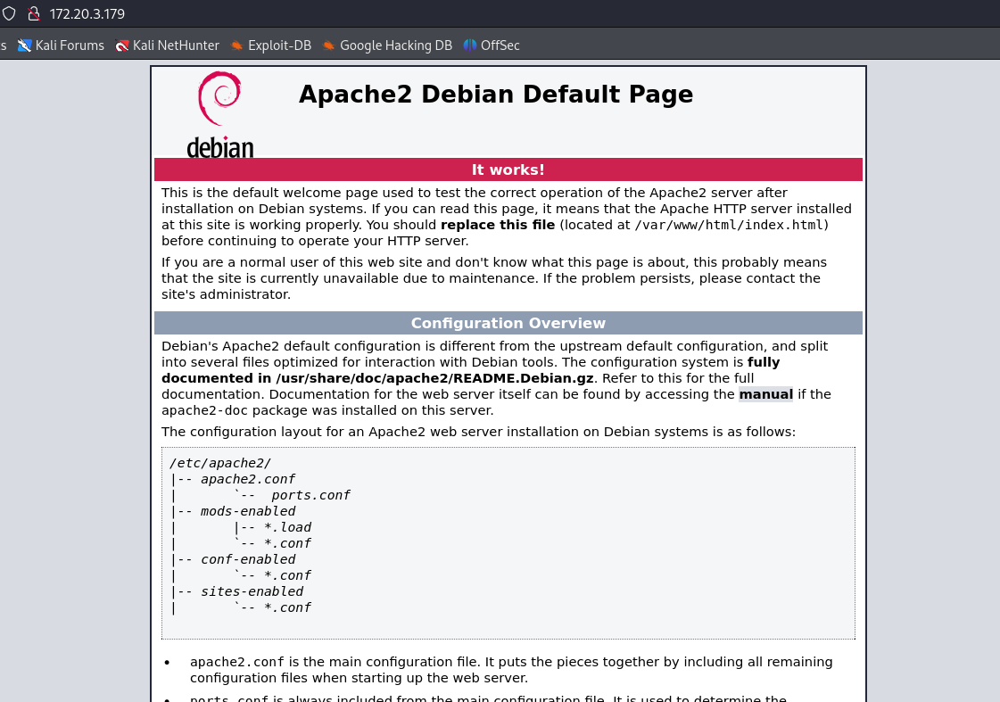 172.20.3.179
s Kali Forums Kali NetHunter Exploit-DB Google Hacking DB OffSec
Apache2 Debian Default Page
debian
It works!
This is the default welcome page used to test the correct operation of the Apache2 server after
installation on Debian systems. If you can read this page, it means that the Apache HTTP server installed
at this site is working properly. You should replace this file (located at /var/www/html/index.html)
before continuing to operate your HTTP server.
If you are a normal user of this web site and don't know what this page is about, this probably means
that the site is currently unavailable due to maintenance. If the problem persists, please contact the
site's administrator.
Configuration Overview
Debian's Apache2 default configuration is different from the upstream default configuration, and split
into several files optimized for interaction with Debian tools. The configuration system is fully
documented in /usr/share/doc/apache2/README.Debian.gz. Refer to this for the full
documentation. Documentation for the web server itself can be found by accessing the manual if the
apache2-doc package was installed on this server.
The configuration layout for an Apache2 web server installation on Debian systems is as follows:
/etc/apache2/
|-- apache2.conf
|       `--  ports.conf
|-- mods-enabled
|       |-- *.load
|       `-- *.conf
|-- conf-enabled
|       `-- *.conf
|-- sites-enabled
|       `-- *.conf
• apache2.conf is the main configuration file. It puts the pieces together by including all remaining
configuration files when starting up the web server.
• ports.conf is always included from the main configuration file. It is used to determine the